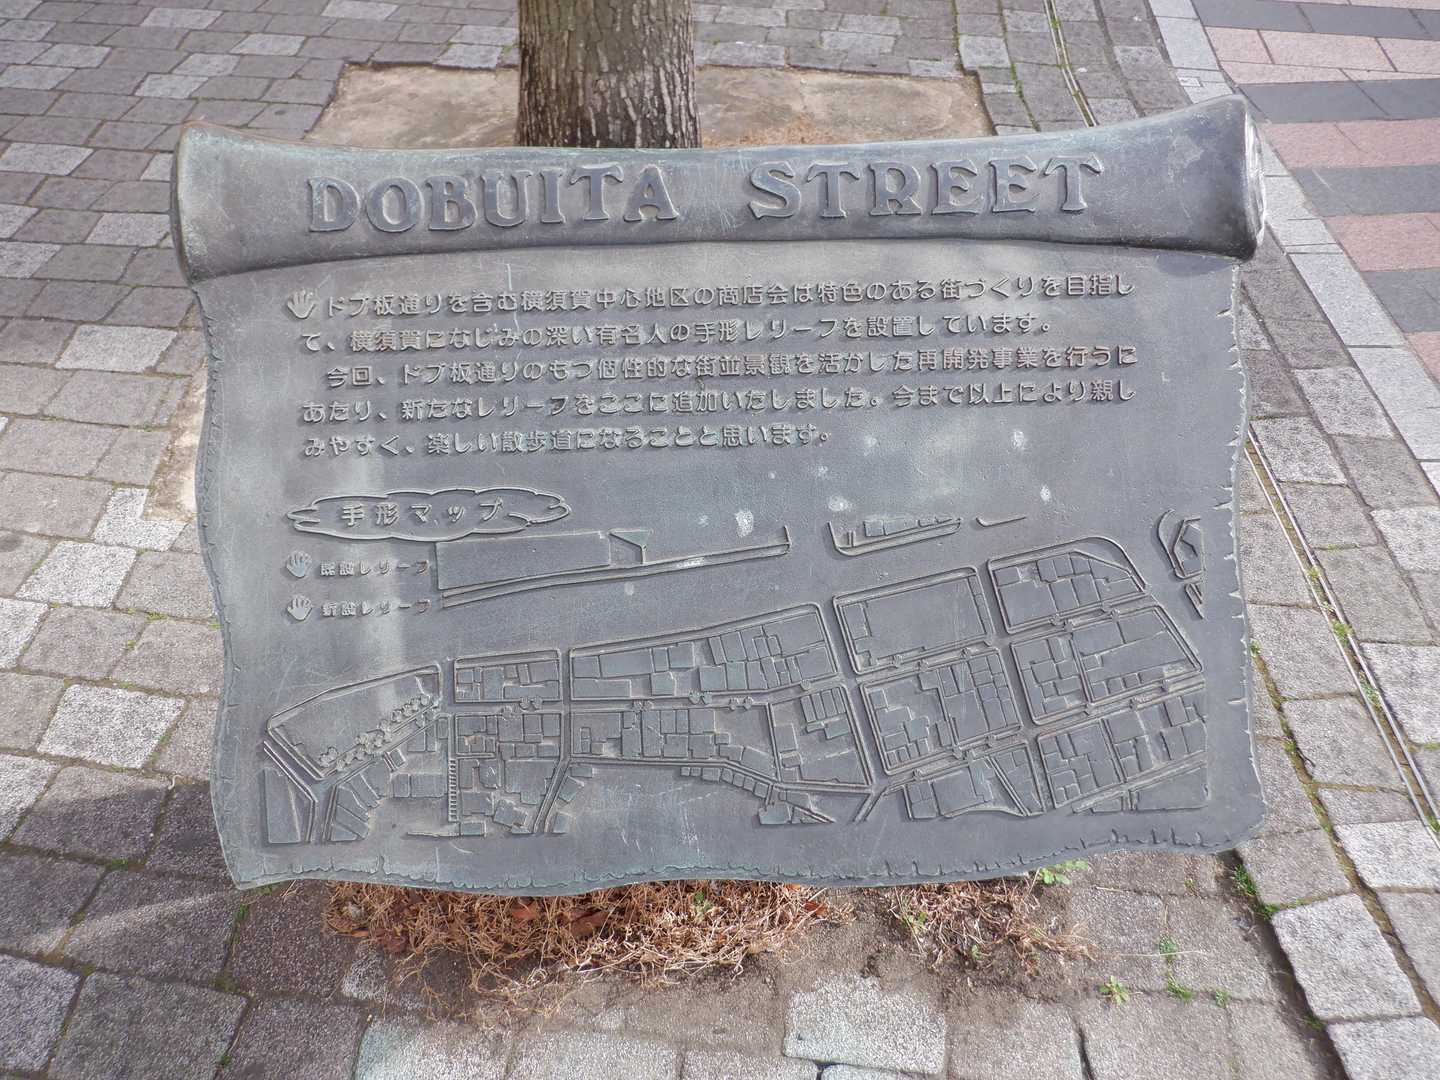 DOBUITA STREET
ドブ板通りを含む横須賀中心地区の商店会は特色のある街づくりを目指し
て、横須賀になじみの深い有名人の手形レリーフを設置しています。
今回、ドブ板通りのもつ個性的な街並景観を活かした再開発事業を行うに
あたり、新たなレリーフをここに追加いたしました。今まで以上により親し
みやすく、楽しい散歩道になることと思います。
手形マップ
既設レリーフ
新設レリーフ